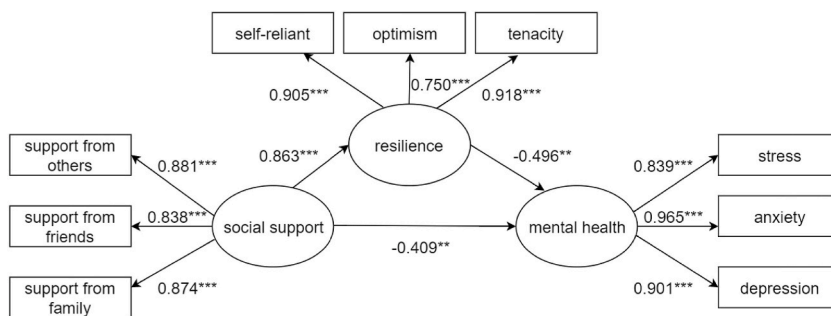 self-reliant
optimism
tenacity
0.905***
0.750***
0.918***
resilience
support from
others
0.881***
0.863***
-0.496**
0.839***
stress
support from
friends
0.838***
social support
-0.409**
mental health
0.965***
anxiety
support from
family
0.874***
0.901***
depression